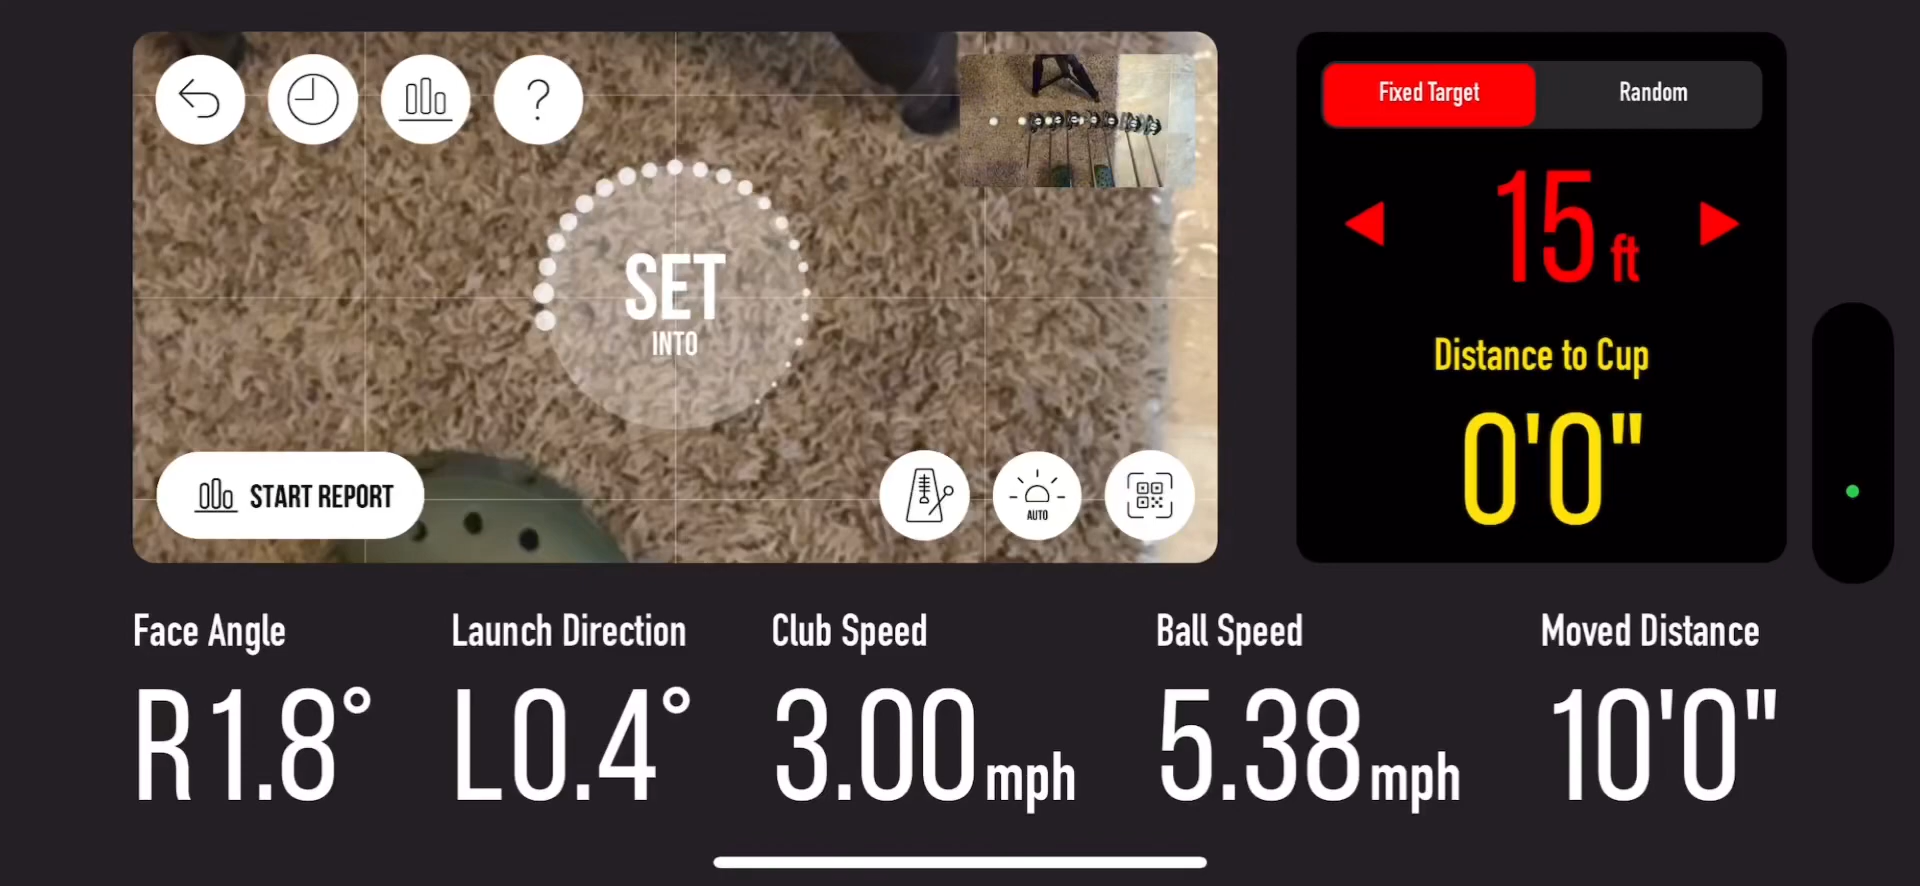 ?
SET
INTO
START REPORT
AUTO
Fixed Target
Random
15 ft
Distance to Cup
0'0"
Face Angle
R1.8°
Launch Direction
L0.4°
Club Speed
3.00mph
Ball Speed
5.38mph
Moved Distance
10'0"